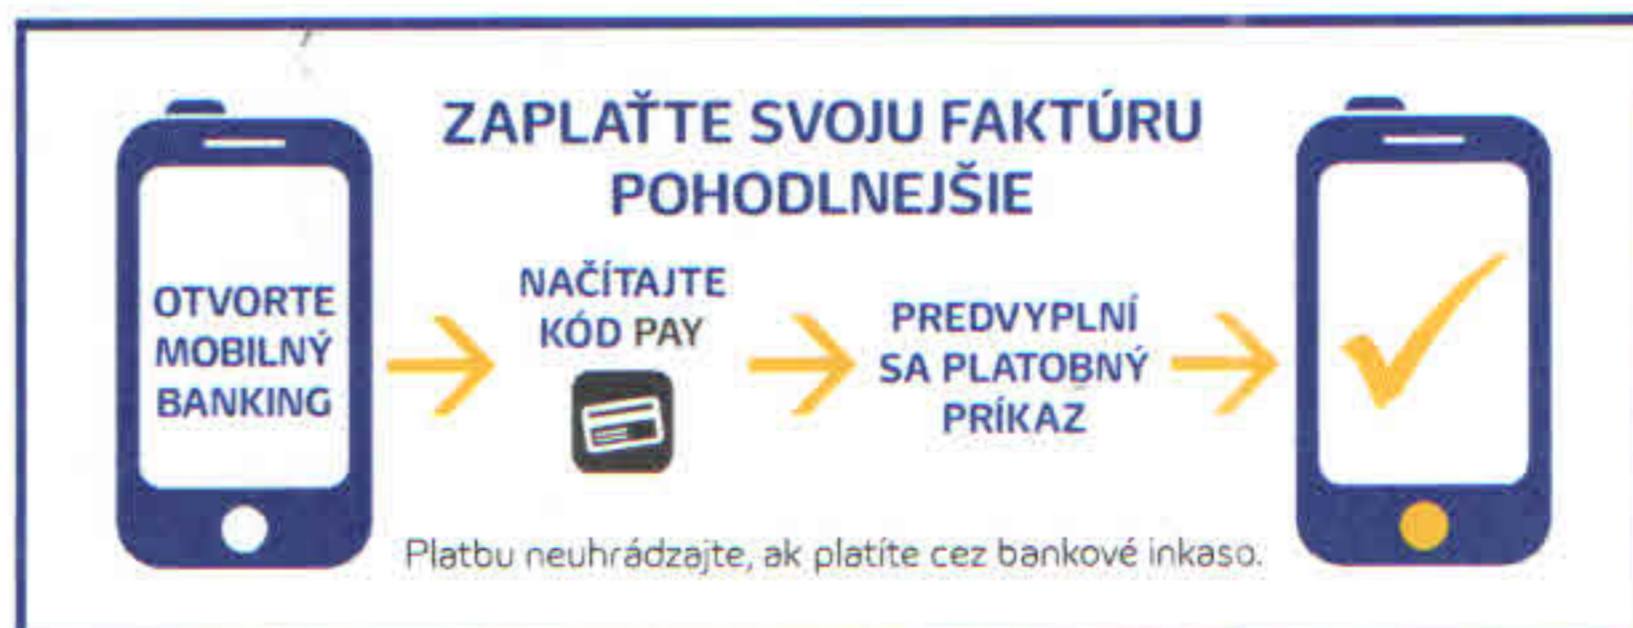 ZAPLAŤTE SVOJU FAKTÚRU
POHODLNEJŠIE
OTVORTE
MOBILNÝ
BANKING
NAČÍTAJTE
KÓD PAY
PREDVYPLNÍ
SA PLATOBNÝ
PRÍKAZ
Platbu neuhrádzajte, ak platíte cez bankové inkaso.